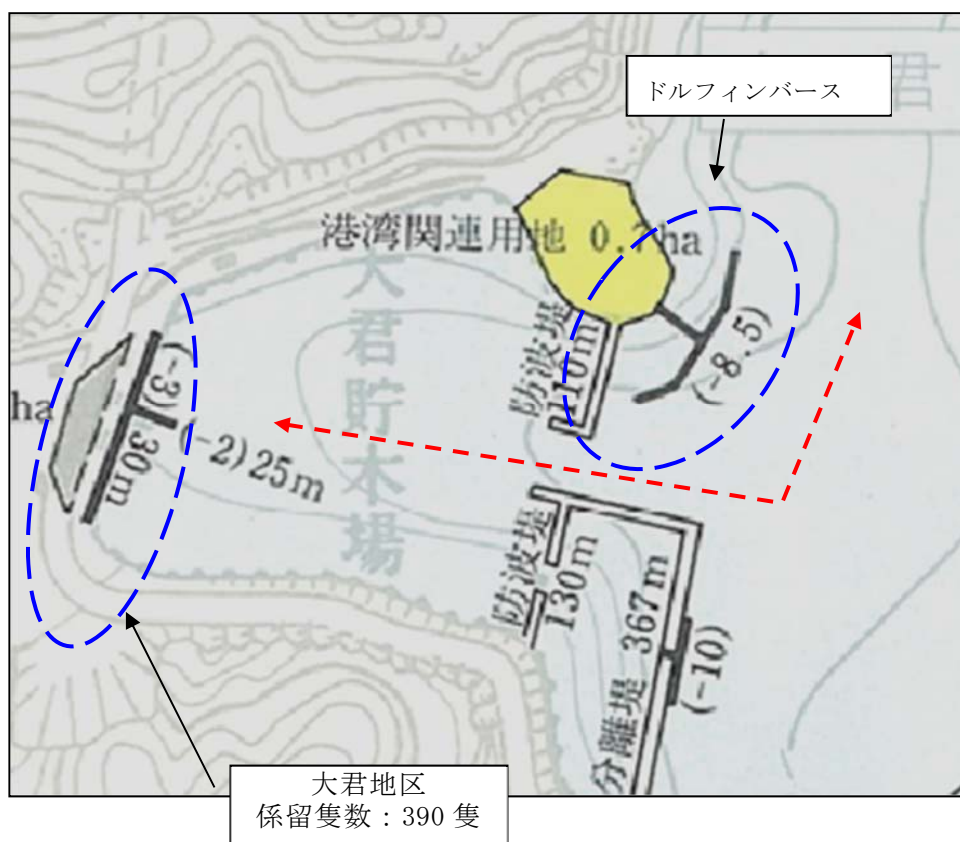 君
ドルフィンバース
港湾関連用地 0.7ha
大君貯木場
防波堤
110m
(-8.5)
ha
(-3)
30m
(-2)25m
防波堤
130m
分離堤 367m
(-10)
大君地区
係留隻数：390 隻